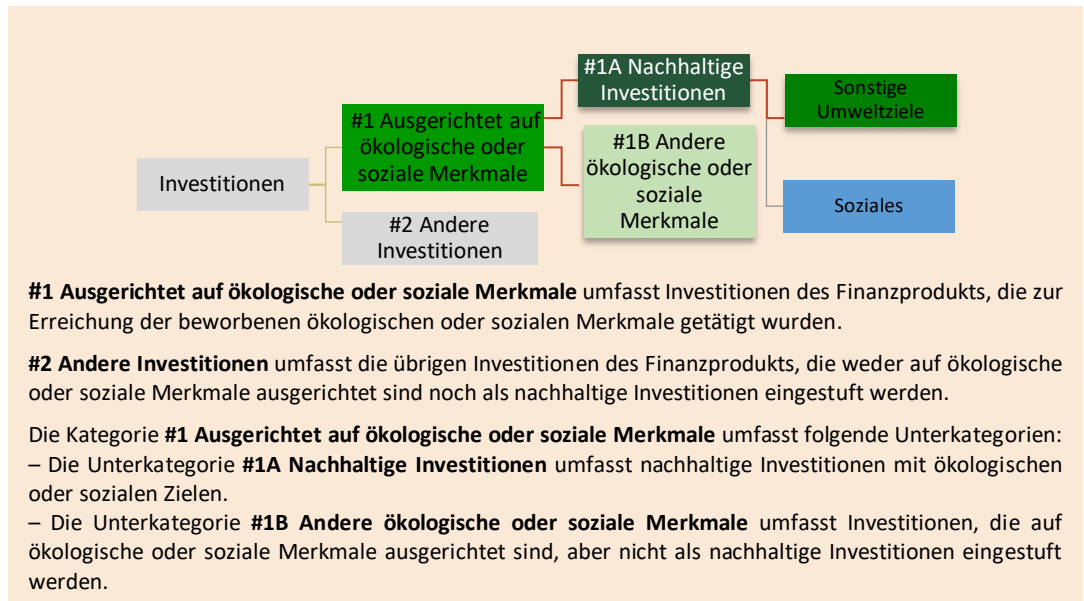 #1A Nachhaltige
Investitionen
Sonstige
Umweltziele
#1 Ausgerichtet auf
ökologische oder
soziale Merkmale
#1B Andere
ökologische oder
soziale
Merkmale
Investitionen
Soziales
#2 Andere
Investitionen
#1 Ausgerichtet auf ökologische oder soziale Merkmale umfasst Investitionen des Finanzprodukts, die zur
Erreichung der beworbenen ökologischen oder sozialen Merkmale getätigt wurden.
#2 Andere Investitionen umfasst die übrigen Investitionen des Finanzprodukts, die weder auf ökologische
oder soziale Merkmale ausgerichtet sind noch als nachhaltige Investitionen eingestuft werden.
Die Kategorie #1 Ausgerichtet auf ökologische oder soziale Merkmale umfasst folgende Unterkategorien:
– Die Unterkategorie #1A Nachhaltige Investitionen umfasst nachhaltige Investitionen mit ökologischen
oder sozialen Zielen.
– Die Unterkategorie #1B Andere ökologische oder soziale Merkmale umfasst Investitionen, die auf
ökologische oder soziale Merkmale ausgerichtet sind, aber nicht als nachhaltige Investitionen eingestuft
werden.